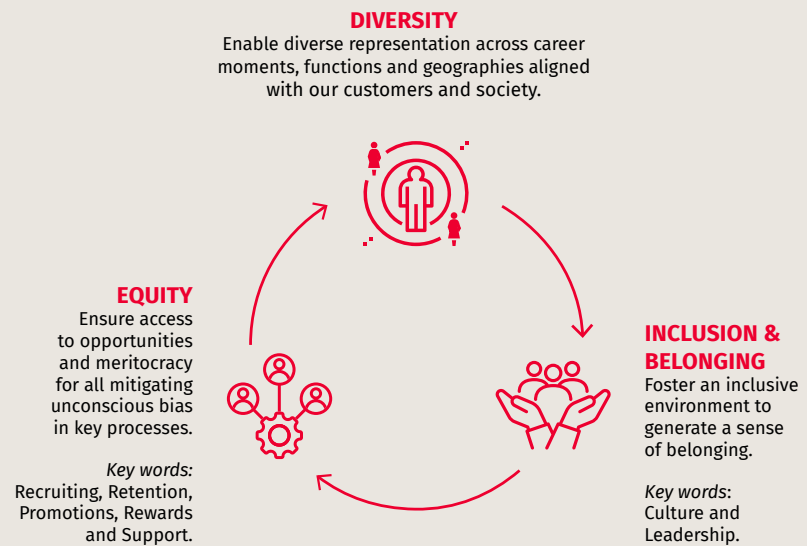 DIVERSITY
Enable diverse representation across career
moments, functions and geographies aligned
with our customers and society.
EQUITY
Ensure access
to opportunities
and meritocracy
for all mitigating
unconscious bias
in key processes.
Key words:
Recruiting, Retention,
Promotions, Rewards
and Support.
INCLUSION &
BELONGING
Foster an inclusive
environment to
generate a sense
of belonging.
Key words:
Culture and
Leadership.